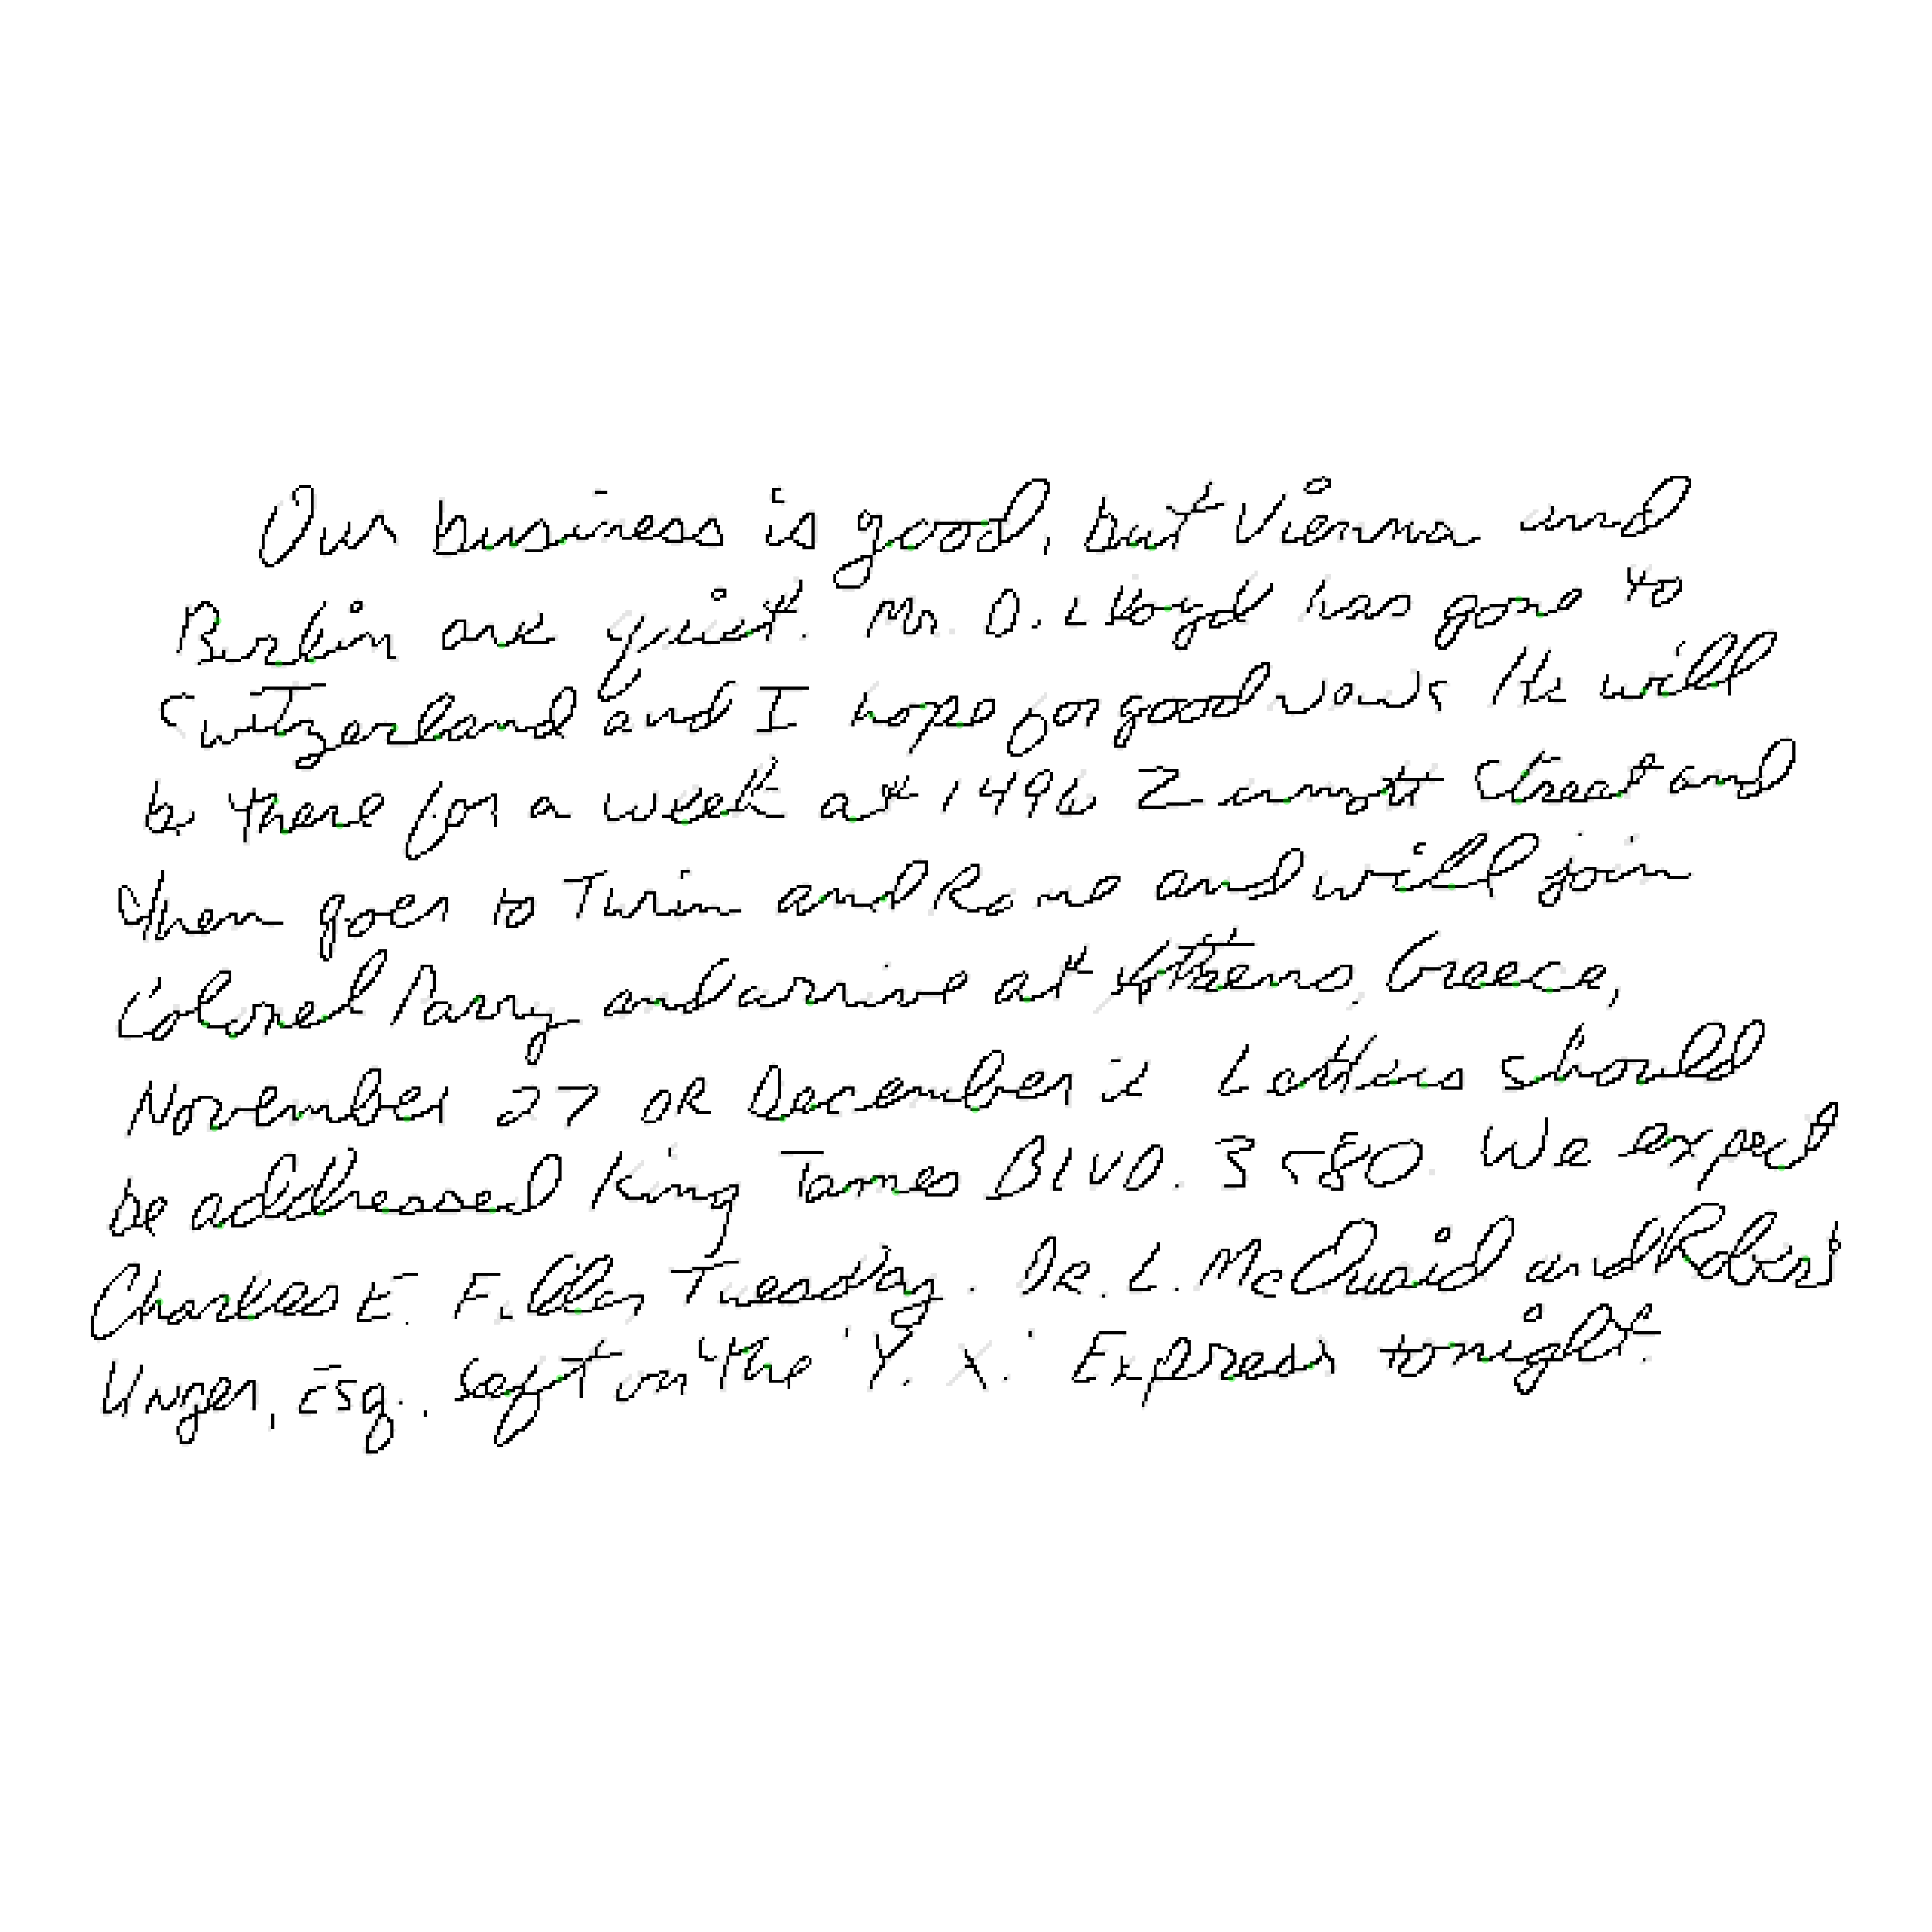 Our business is good, but Vienna and
Berlin are quiet. Mr. D. Lloyd has gone to
Switzerland and I hope for good news He will
be there for a week at 1496 Zermott Street and
then goes to Turin and Rome and will join
Colonel Parry and arrive at Athens, Greece,
November 27 or December 2 Letters should
be addressed King James Blvd. 3580. We expect
Charles E. Fuller Tuesday. Dr. L. McQuaid and Robert
Unger, Esq., left on the 'Y. X.' Express tonight.